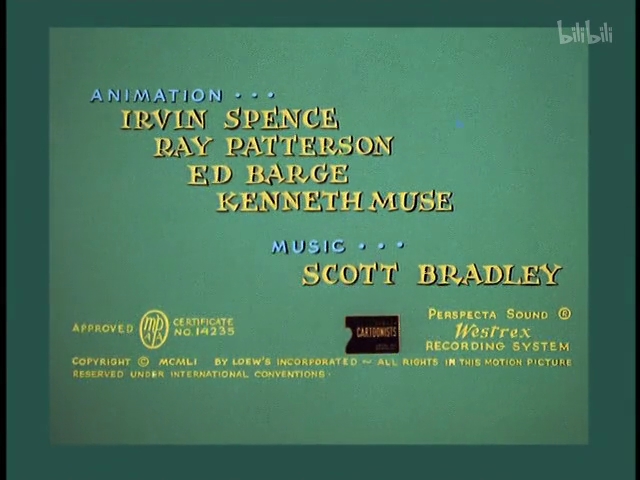 bilibili
ANIMATION...
IRVIN SPENCE
RAY PATTERSON
ED BARGE
KENNETH MUSE
MUSIC...
SCOTT BRADLEY
APPROVED
MPAA
CERTIFICATE
NO. 14235
CARTOONISTS
PERSPECTA SOUND ®
Westrex
RECORDING SYSTEM
COPYRIGHT © MCMLI BY LOEW'S INCORPORATED ~ ALL RIGHTS IN THIS MOTION PICTURE
RESERVED UNDER INTERNATIONAL CONVENTIONS.